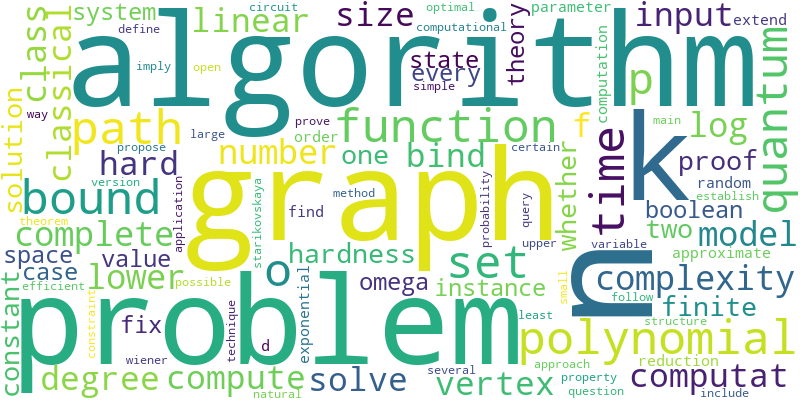 system
circuit
optimal
parameter
class
classical
define
linear
size
computational
theory
input
extend
imply
open
algorithm
state
every
simple
computation
quantum
solution
way
prove
path
large
order
function
certain
main
p
f
k
log
propose
hard
number
one
bind
whether
time
proof
version
application
starikovskaya
graph
method
probability
query
random
establish
bound
theorem
find
boolean
complete
two
model
space
value
hardness
set
upper
variable
approximate
case
efficient
lower
possible
o
omega
instance
n
small
complexity
follow
finite
constant
constrains
problem
fix
technique
d
exponential
least
structure
polynomial
reduction
wiener
degree
compute
natural
solve
several
vertex
approach
property
question
computat
include